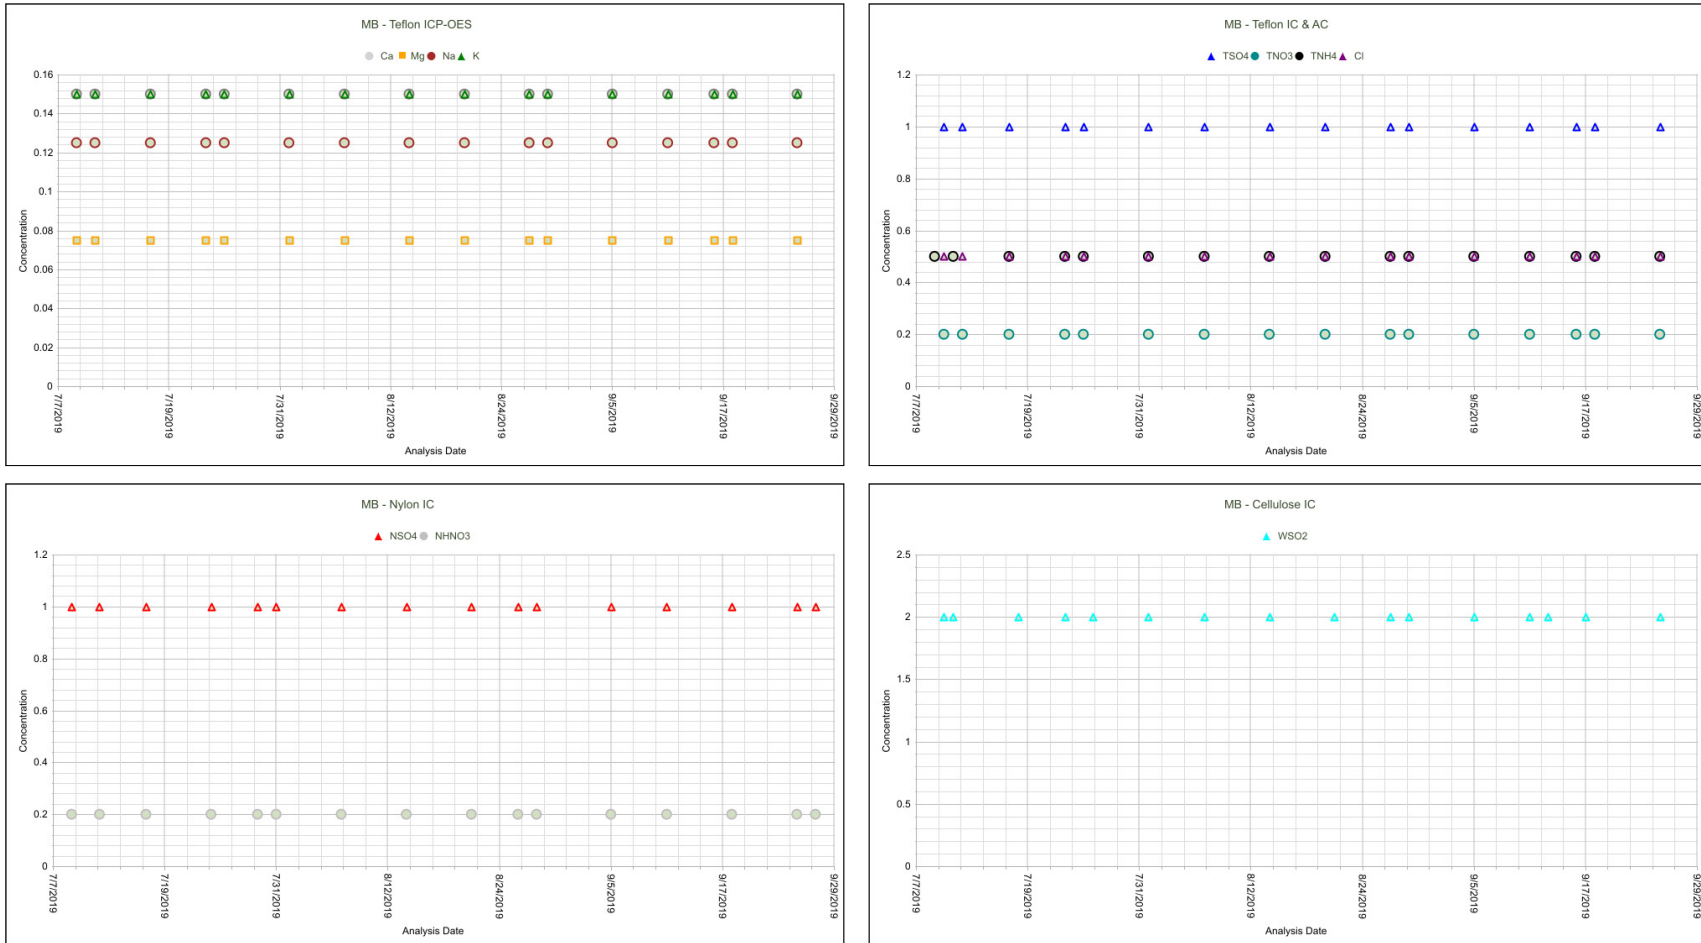 MB - Teflon ICP-OES
Ca Mg Na K
0.16
0.14
0.12
0.1
0.08
0.06
0.04
0.02
0
Concentration
7/7/2019 7/19/2019 7/31/2019 8/12/2019 8/24/2019 9/5/2019 9/17/2019 9/29/2019
Analysis Date
MB - Teflon IC & AC
TSO4 TNO3 TNH4 Cl
1.2
1
0.8
0.6
0.4
0.2
0
Concentration
7/7/2019 7/19/2019 7/31/2019 8/12/2019 8/24/2019 9/5/2019 9/17/2019 9/29/2019
Analysis Date
MB - Nylon IC
NSO4 NHNO3
1.2
1
0.8
0.6
0.4
0.2
0
Concentration
7/7/2019 7/19/2019 7/31/2019 8/12/2019 8/24/2019 9/5/2019 9/17/2019 9/29/2019
Analysis Date
MB - Cellulose IC
WSO2
2.5
2
1.5
1
0.5
0
Concentration
7/7/2019 7/19/2019 7/31/2019 8/12/2019 8/24/2019 9/5/2019 9/17/2019 9/29/2019
Analysis Date